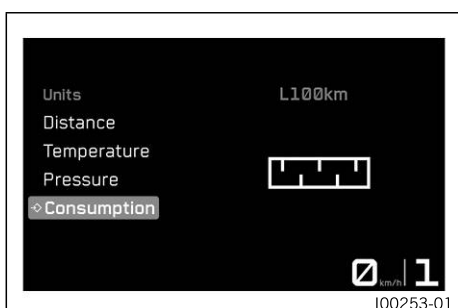 Units L100km
Distance
Temperature
Pressure
Consumption
0 km/h 1
I00253-01